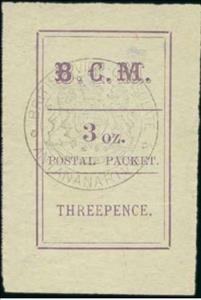 B. C. M.
3 oz.
POSTAL PACKET.
THREEPENCE.